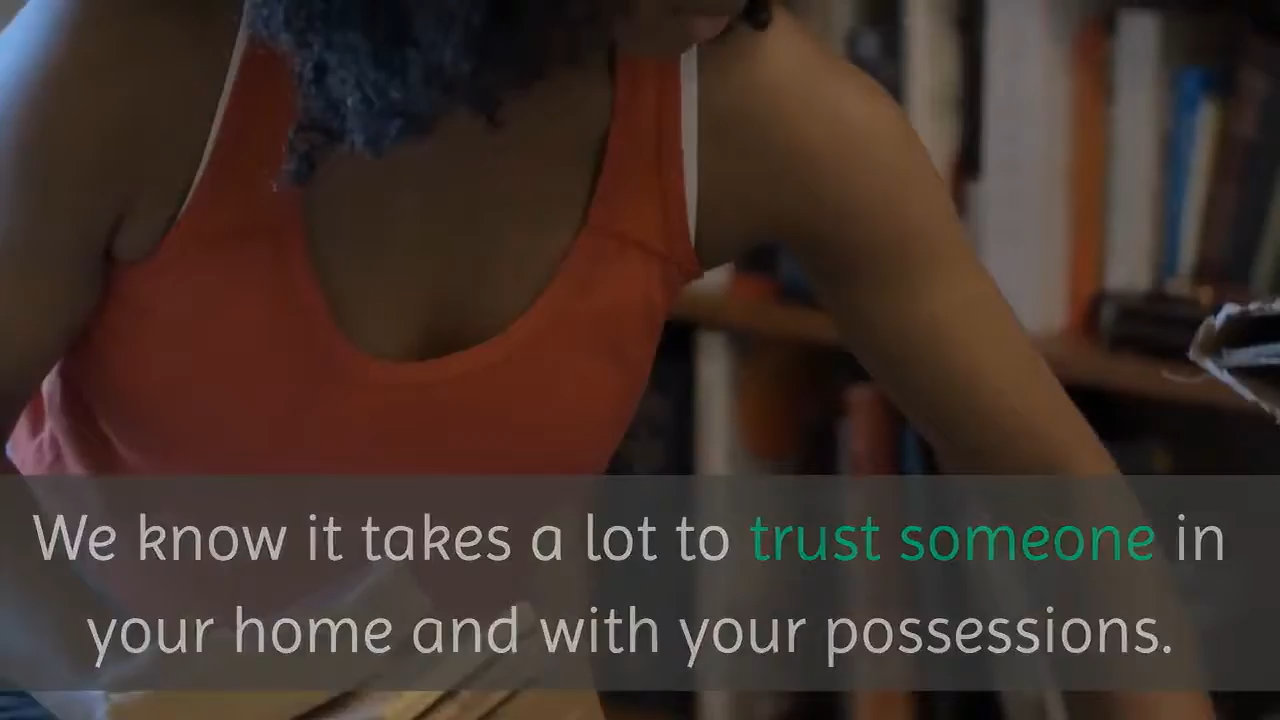 We know it takes a lot to trust someone in
your home and with your possessions.